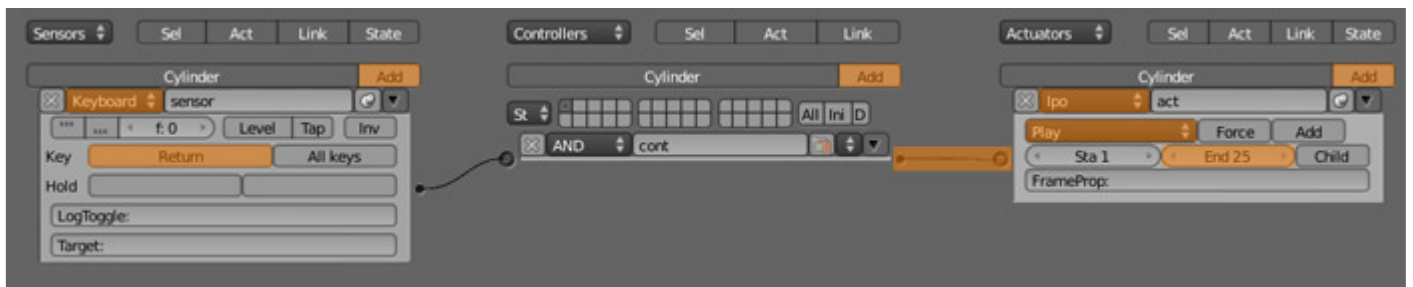 Sensors Sel Act Link State Controllers Sel Act Link Actuators Sel Act Link State
Cylinder Add Cylinder Add Cylinder Add
Keyboard sensor
f: 0 Level Tap Inv
Key Return All keys
Hold
LogToggle:
Target:
St All Ini D
AND cont
Ipo act
Play Force Add
Sta 1 End 25 Child
FrameProp: